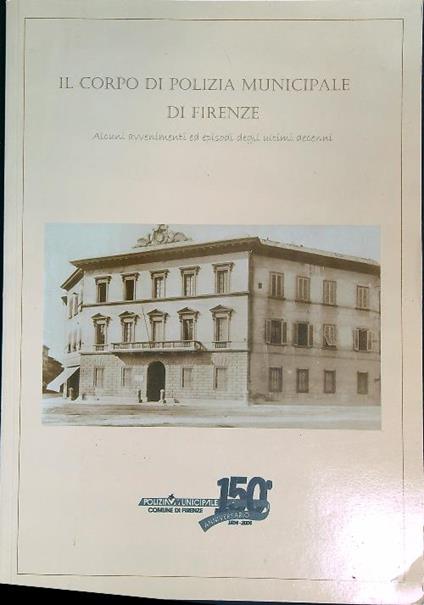 IL CORPO DI POLIZIA MUNICIPALE
DI FIRENZE
Alcuni avvenimenti ed episodi degli ultimi decenni
POLIZIA MUNICIPALE
COMUNE DI FIRENZE
150°
ANNIVERSARIO
1854-2004